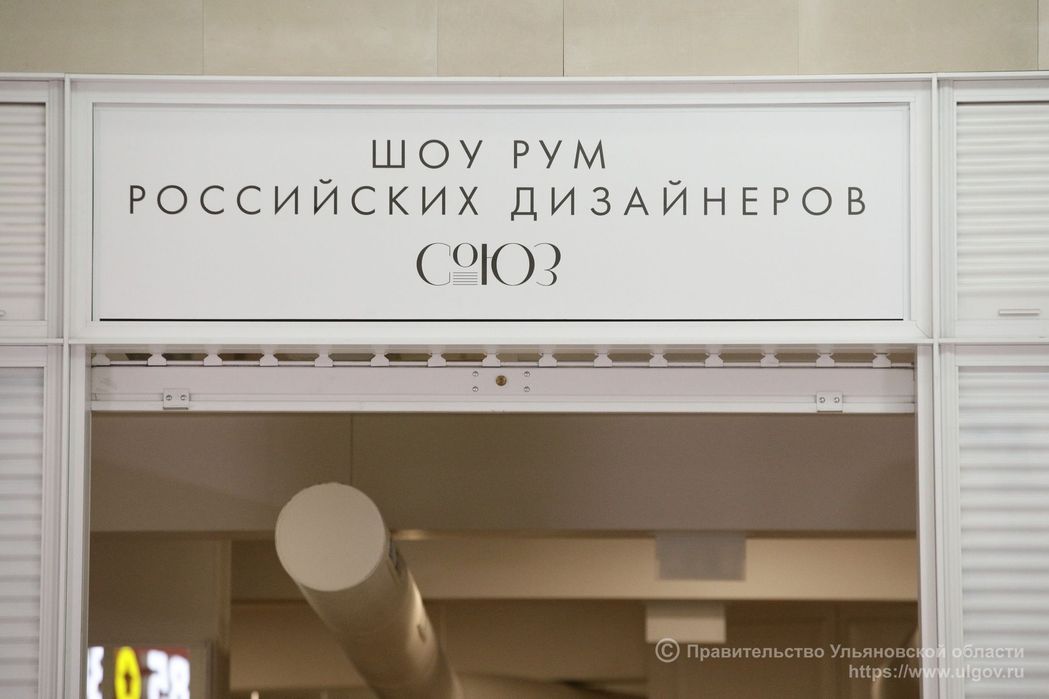 ШОУ РУМ
РОССИЙСКИХ ДИЗАЙНЕРОВ
СОЮЗ
© Правительство Ульяновской области
https://www.ulgov.ru